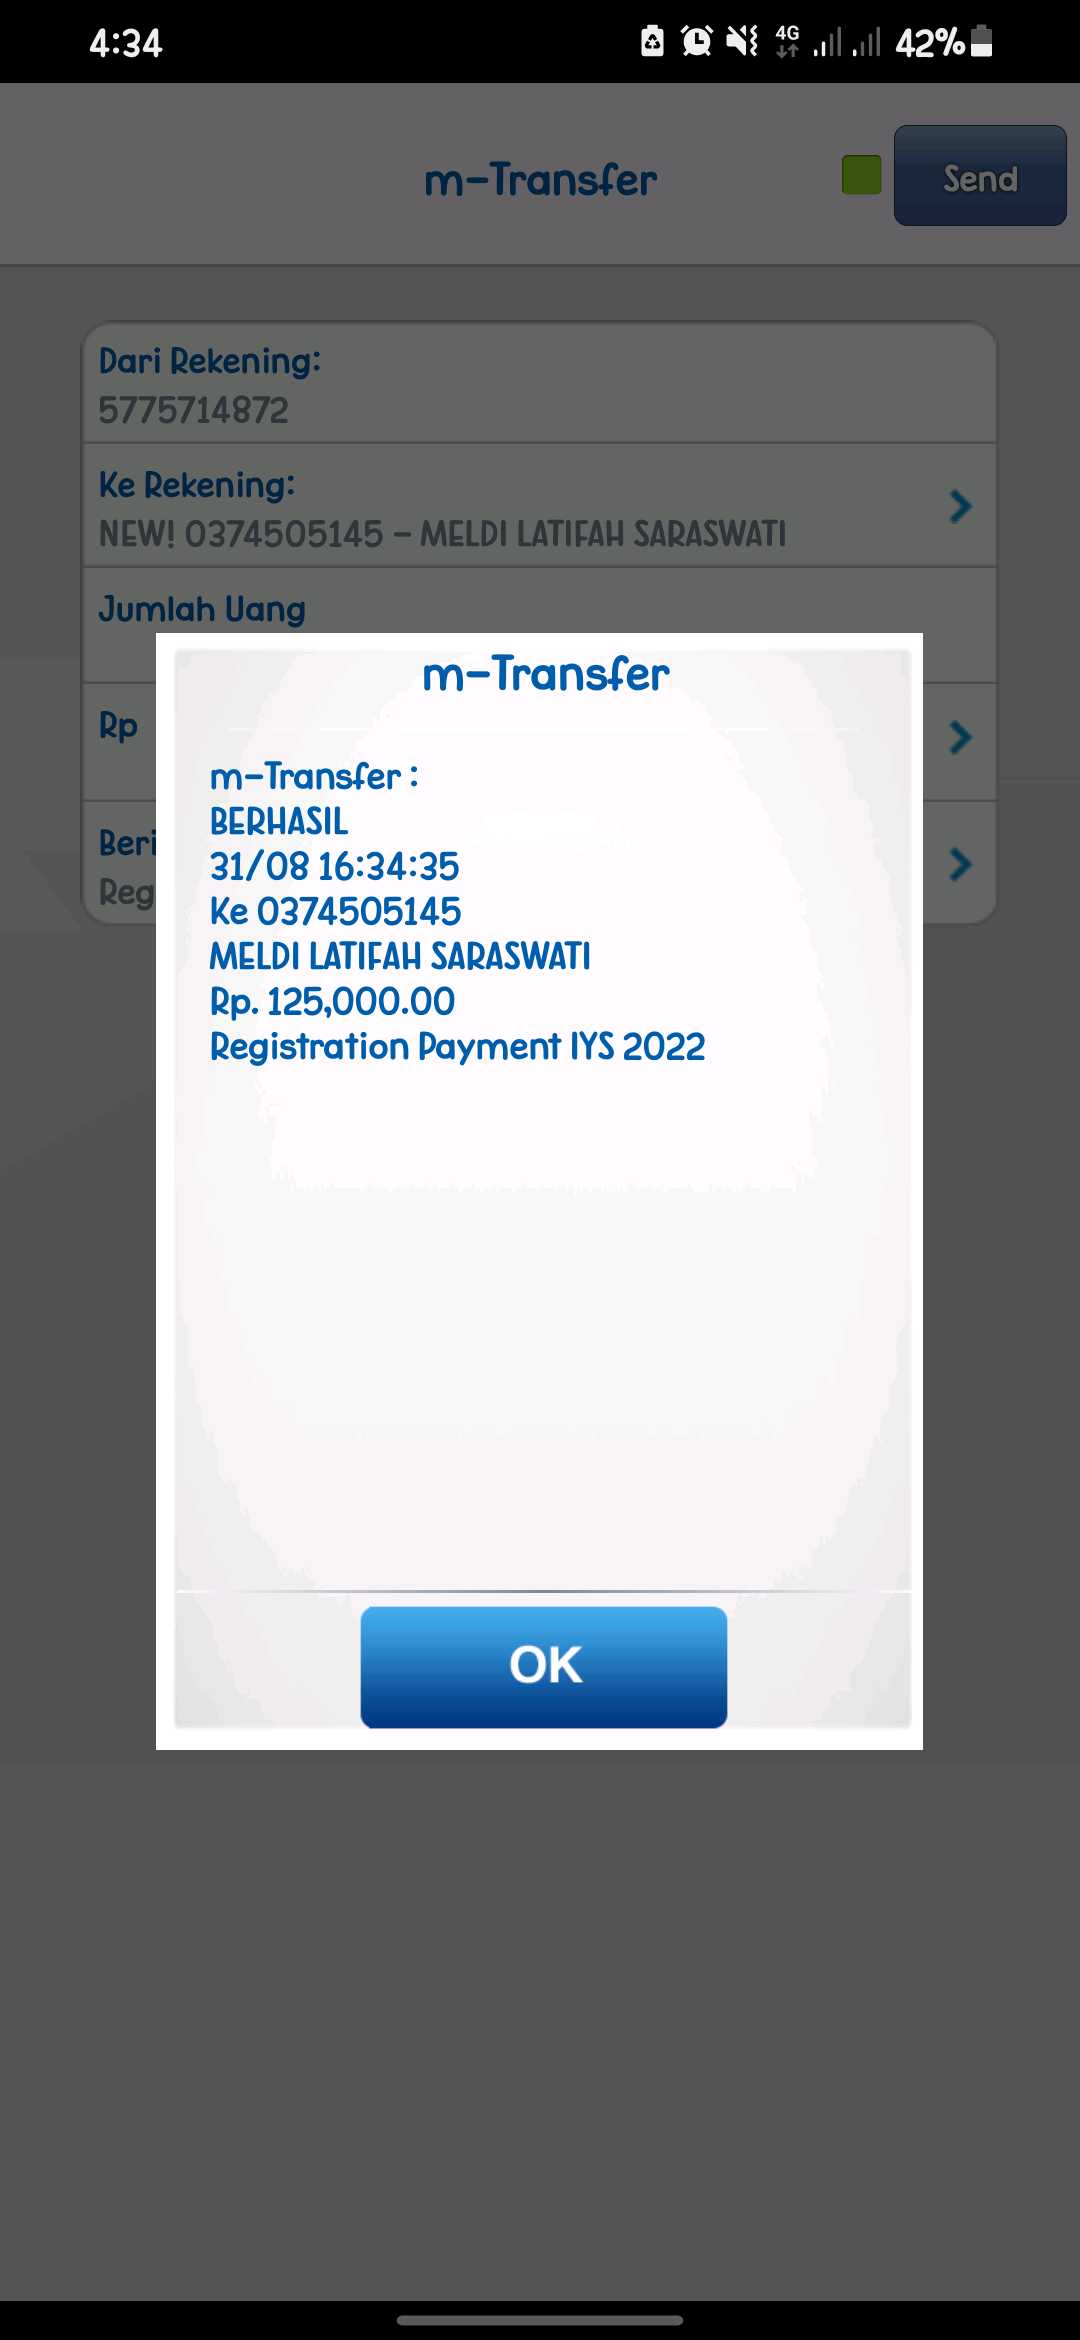 4:34
4G
42%
m-Transfer
Send
Dari Rekening:
5775714872
Ke Rekening:
NEW! 0374505145 - MELDI LATIFAH SARASWATI
Jumlah Uang
Rp
Beri
Reg
m-Transfer
m-Transfer :
BERHASIL
31/08 16:34:35
Ke 0374505145
MELDI LATIFAH SARASWATI
Rp. 125,000.00
Registration Payment IYS 2022
OK